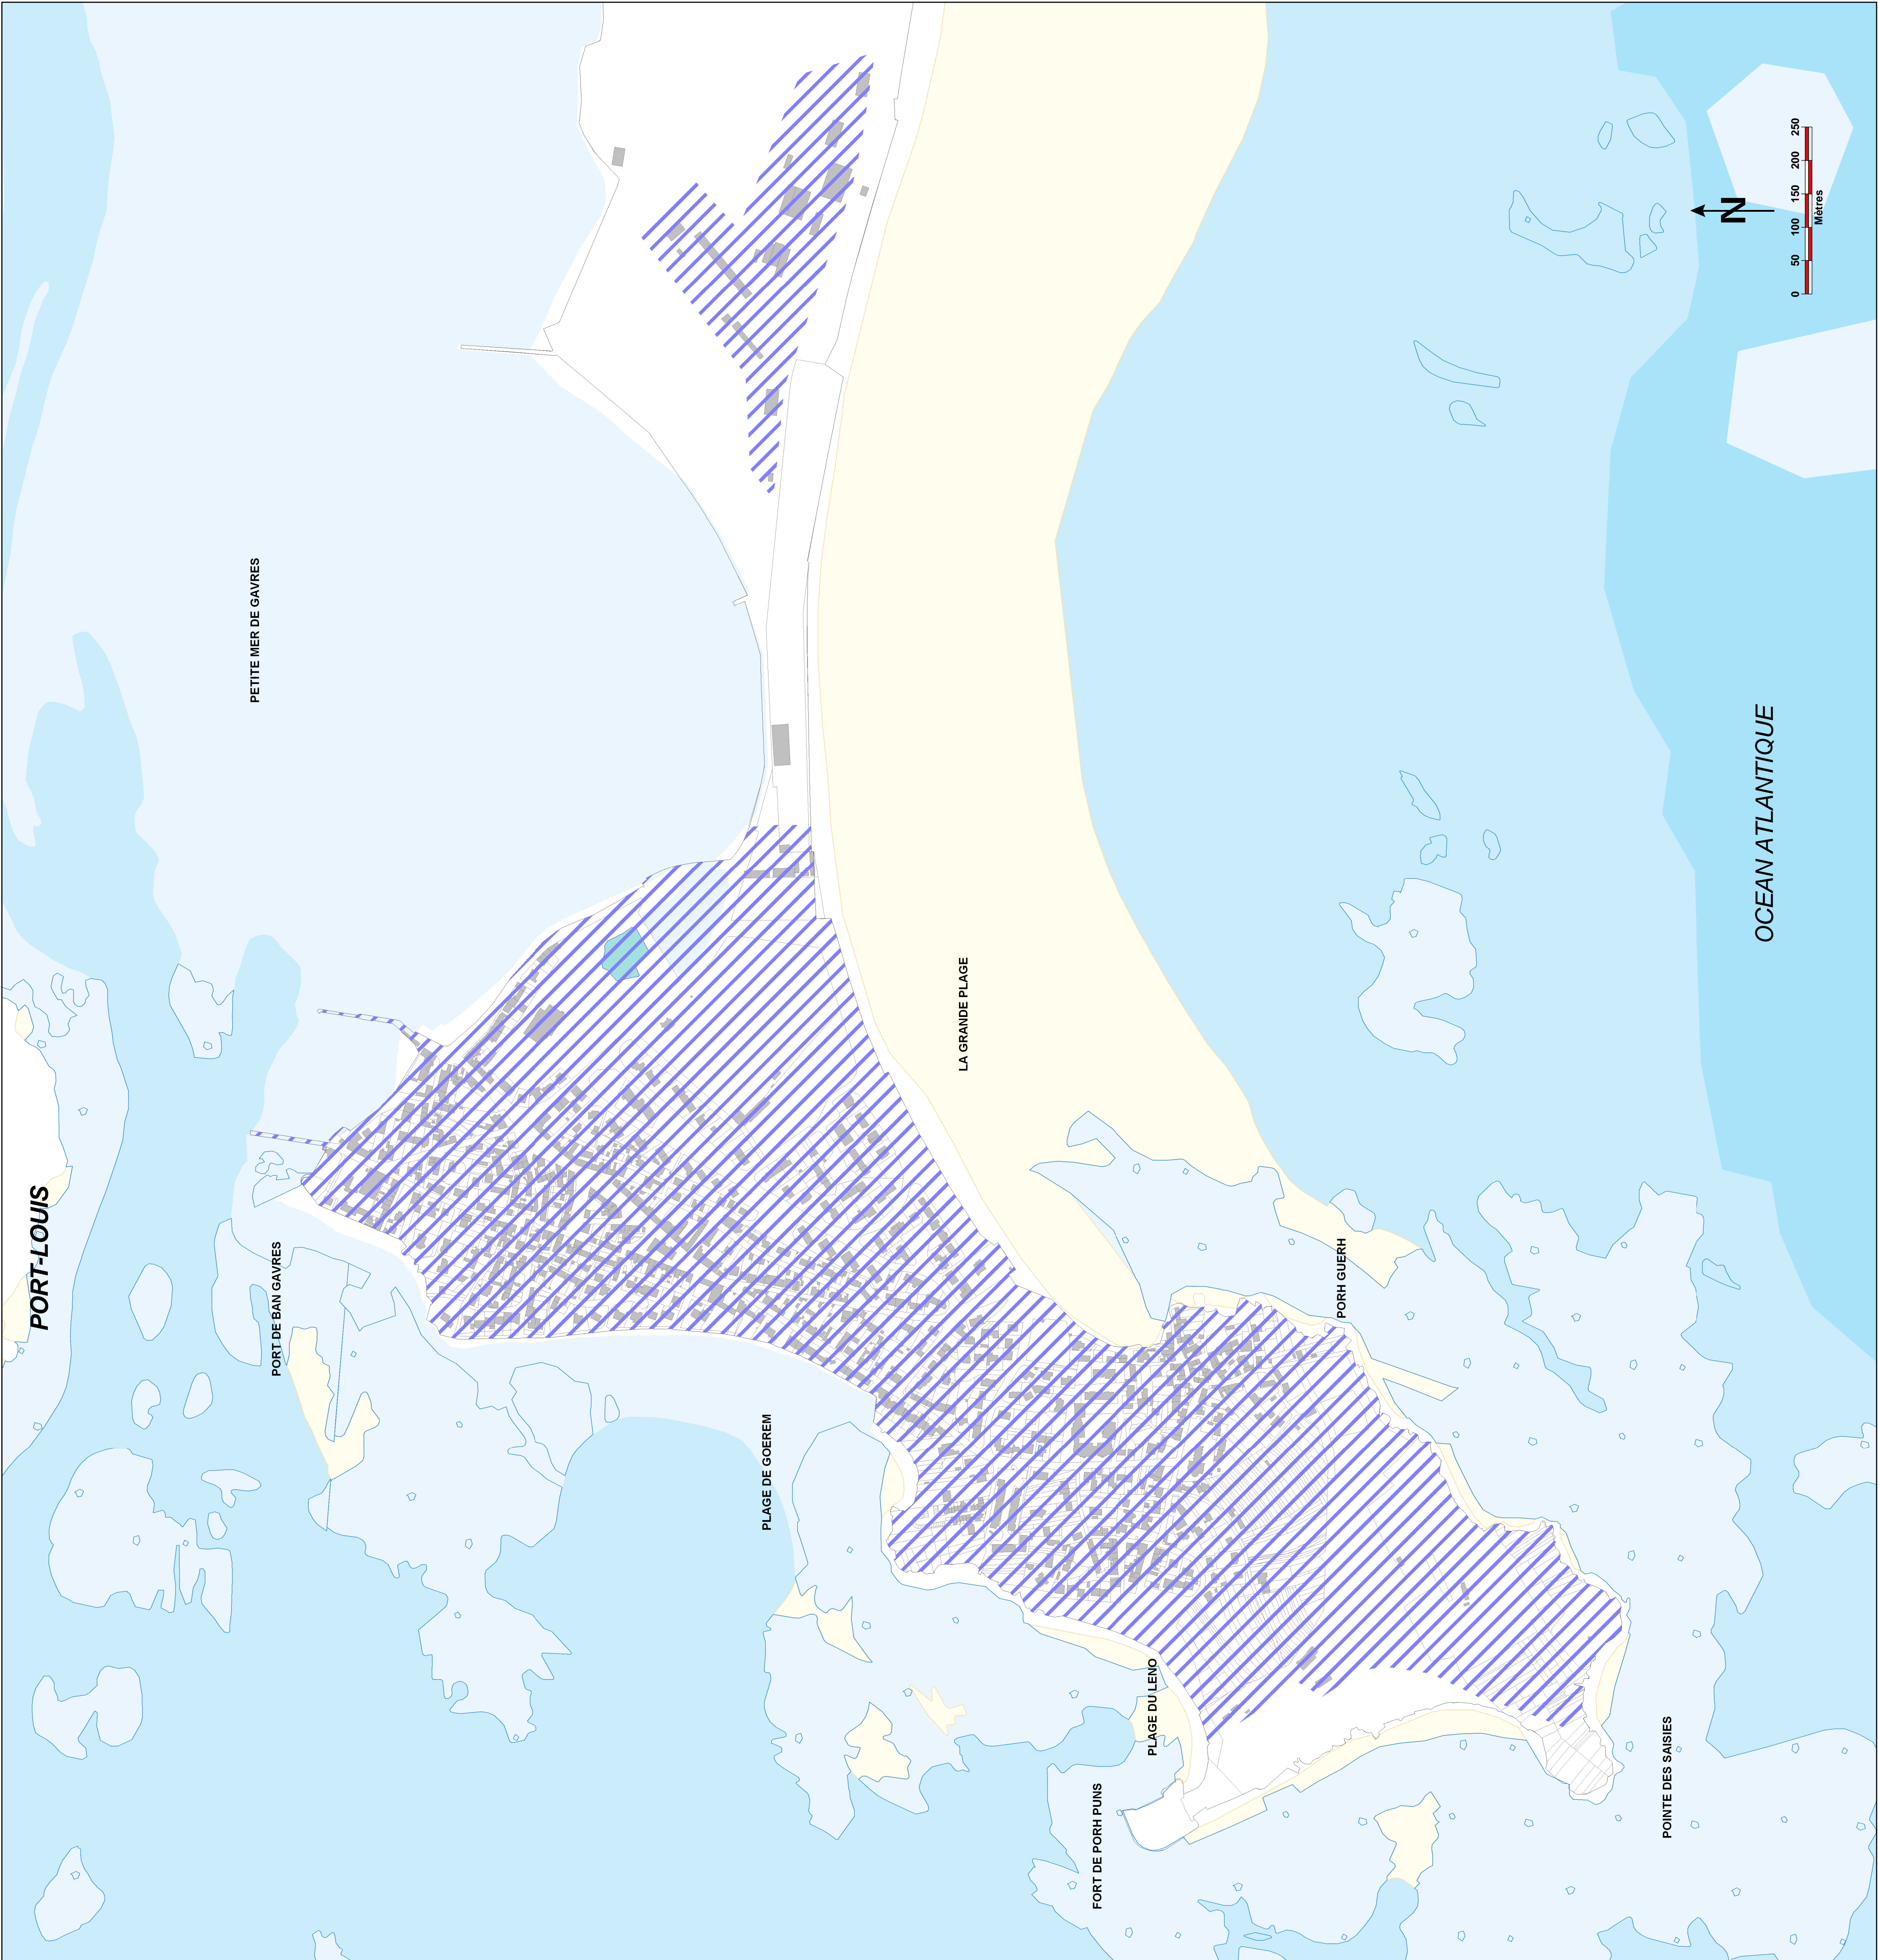 PORT-LOUIS
PETITE MER DE GAVRES
PORT DE BAN GAVRES
PLAGE DE GOEREM
LA GRANDE PLAGE
PORH GUERH
PLAGE DU LENO
FORT DE PORH PUNS
POINTE DES SAISIES
OCEAN ATLANTIQUE
N
0 50 100 150 200 250
Mètres